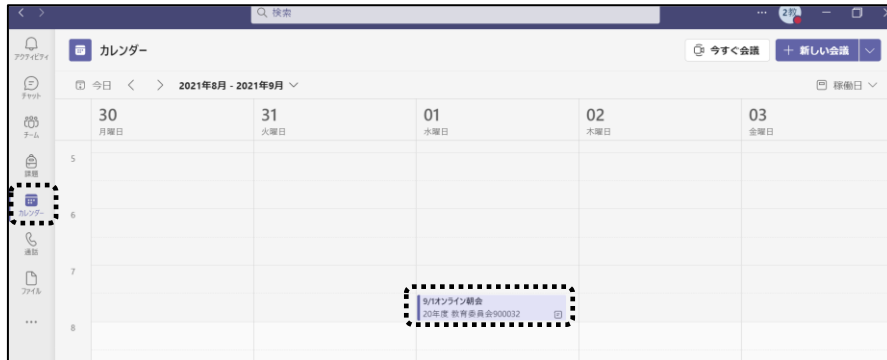 検索
2教
アクティビティ
カレンダー
今すぐ会議
+ 新しい会議
チャット
今日
2021年8月 - 2021年9月
稼働日
チーム
30
月曜日
31
火曜日
01
水曜日
02
木曜日
03
金曜日
課題
5
カレンダー
6
通話
7
ファイル
9/1オンライン朝会
20年度 教育委員会900032
8